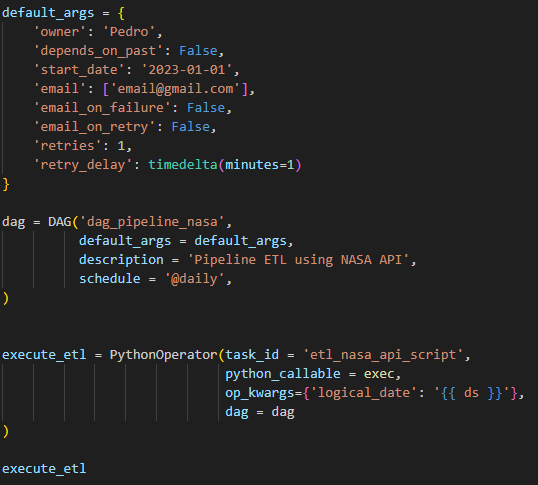 default_args = {
    'owner': 'Pedro',
    'depends_on_past': False,
    'start_date': '2023-01-01',
    'email': ['email@gmail.com'],
    'email_on_failure': False,
    'email_on_retry': False,
    'retries': 1,
    'retry_delay': timedelta(minutes=1)
}
dag = DAG('dag_pipeline_nasa',
          default_args = default_args,
          description = 'Pipeline ETL using NASA API',
          schedule = '@daily',
)
execute_etl = PythonOperator(task_id = 'etl_nasa_api_script',
                                python_callable = exec,
                                op_kwargs={'logical_date': '{{ ds }}'},
                                dag = dag
)
execute_etl